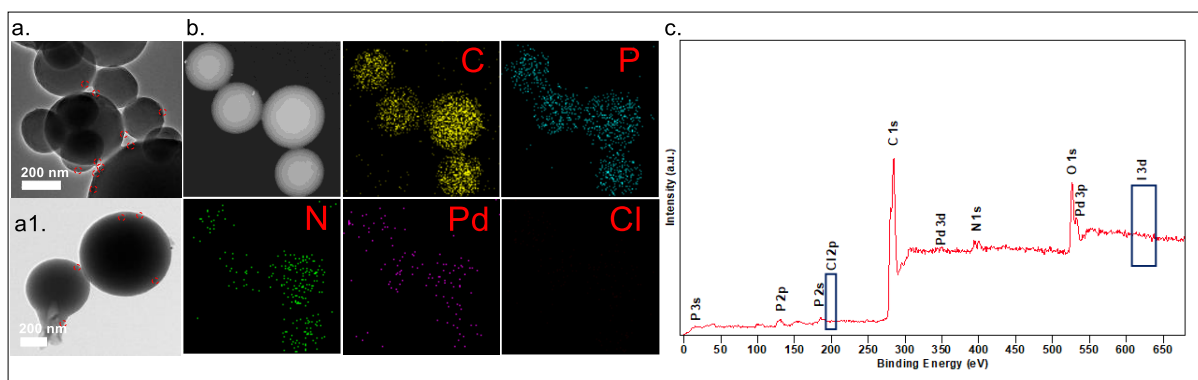 a.
b.
c.
C
P
200 nm
a1.
N
Pd
Cl
200 nm
Intensity (a.u.)
P 3s
P 2p
P 2s
Cl 2p
C 1s
Pd 3d
N 1s
O 1s
Pd 3p
I 3d
0 50 100 150 200 250 300 350 400 450 500 550 600 650
Binding Energy (eV)